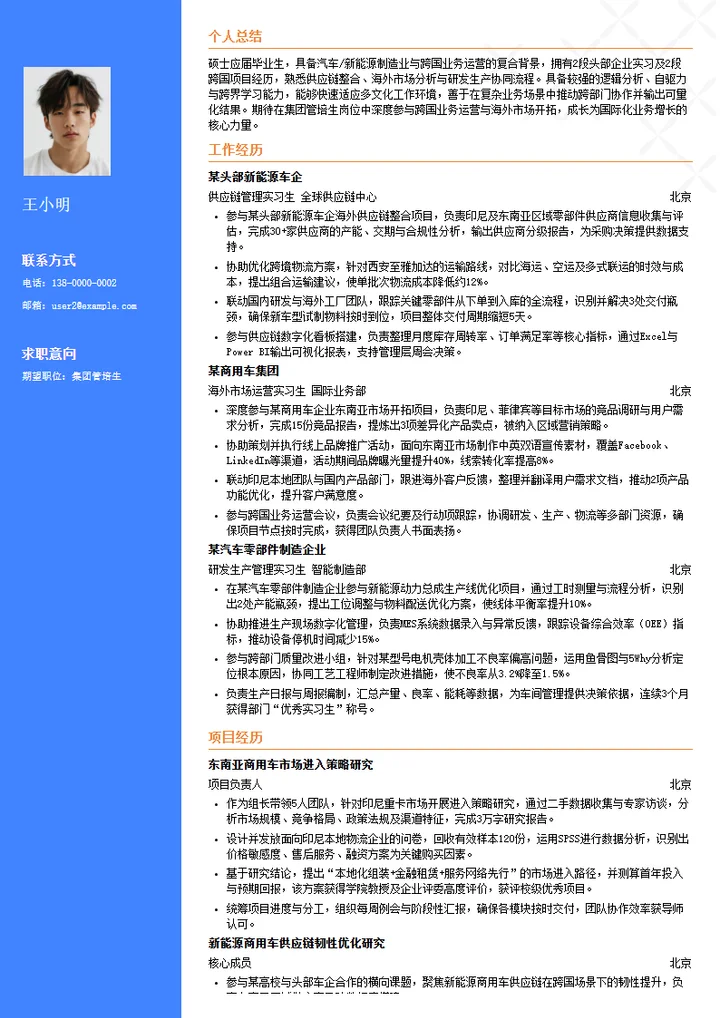 王小明
联系方式
电话：138-0000-0002
邮箱：user2@example.com
求职意向
期望职位：集团管培生
个人总结
硕士应届毕业生，具备汽车/新能源制造业与跨国业务运营的复合背景，拥有2段头部企业实习及2段
跨国项目经历，熟悉供应链整合、海外市场分析与研发生产协同流程。具备较强的逻辑分析、自驱力
与跨界学习能力，能够快速适应多文化工作环境，善于在复杂业务场景中推动跨部门协作并输出可量
化结果。期待在集团管培生岗位中深度参与跨国业务运营与海外市场开拓，成长为国际化业务增长的
核心力量。
工作经历
某头部新能源车企
供应链管理实习生 全球供应链中心 北京
• 参与某头部新能源车企海外供应链整合项目，负责印尼及东南亚区域零部件供应商信息收集与评
估，完成30+家供应商的产能、交期与合规性分析，输出供应商分级报告，为采购决策提供数据支
持。
• 协助优化跨境物流方案，针对西安至雅加达的运输路线，对比海运、空运及多式联运的时效与成
本，提出组合运输建议，使单批次物流成本降低约12%。
• 联动国内研发与海外工厂团队，跟踪关键零部件从下单到入库的全流程，识别并解决3处交付瓶
颈，确保新车型试制物料按时到位，项目整体交付周期缩短5天。
• 参与供应链数字化看板搭建，负责整理月度库存周转率、订单满足率等核心指标，通过Excel与
Power BI输出可视化报表，支持管理层周会决策。
某商用车集团
海外市场运营实习生 国际业务部 北京
• 深度参与某商用车企业东南亚市场开拓项目，负责印尼、菲律宾等目标市场的竞品调研与用户需
求分析，完成15份竞品报告，提炼出3项差异化产品卖点，被纳入区域营销策略。
• 协助策划并执行线上品牌推广活动，面向东南亚市场制作中英双语宣传素材，覆盖Facebook、
LinkedIn等渠道，活动期间品牌曝光量提升40%，线索转化率提高8%。
• 联动印尼本地团队与国内产品部门，跟进海外客户反馈，整理并翻译用户需求文档，推动2项产品
功能优化，提升客户满意度。
• 参与跨国业务运营会议，负责会议纪要及行动项跟踪，协调研发、生产、物流等多部门资源，确
保项目节点按时完成，获得团队负责人书面表扬。
某汽车零部件制造企业
研发生产管理实习生 智能制造部 北京
• 在某汽车零部件制造企业参与新能源动力总成生产线优化项目，通过工时测量与流程分析，识别
出2处产能瓶颈，提出工位调整与物料配送优化方案，使线体平衡率提升10%。
• 协助推进生产现场数字化管理，负责MES系统数据录入与异常反馈，跟踪设备综合效率（OEE）指
标，推动设备停机时间减少15%。
• 参与跨部门质量改进小组，针对某型号电机壳体加工不良率偏高问题，运用鱼骨图与5Why分析定
位根本原因，协同工艺工程师制定改进措施，使不良率从3.2%降至1.5%。
• 负责生产日报与周报编制，汇总产量、良率、能耗等数据，为车间管理提供决策依据，连续3个月
获得部门“优秀实习生”称号。
项目经历
东南亚商用车市场进入策略研究
项目负责人 北京
• 作为组长带领5人团队，针对印尼重卡市场开展进入策略研究，通过二手数据收集与专家访谈，分
析市场规模、竞争格局、政策法规及渠道特征，完成3万字研究报告。
• 设计并发放面向印尼本地物流企业的问卷，回收有效样本120份，运用SPSS进行数据分析，识别出
价格敏感度、售后服务、融资方案为关键购买因素。
• 基于研究结论，提出“本地化组装+金融租赁+服务网络先行”的市场进入路径，并测算首年投入
与预期回报，该方案获得学院教授及企业评委高度评价，获评校级优秀项目。
• 统筹项目进度与分工，组织每周例会与阶段性汇报，确保各模块按时交付，团队协作效率获导师
认可。
新能源商用车供应链韧性优化研究
核心成员 北京
• 参与某高校与头部车企合作的横向课题，聚焦新能源商用车供应链在跨国场景下的韧性提升，负